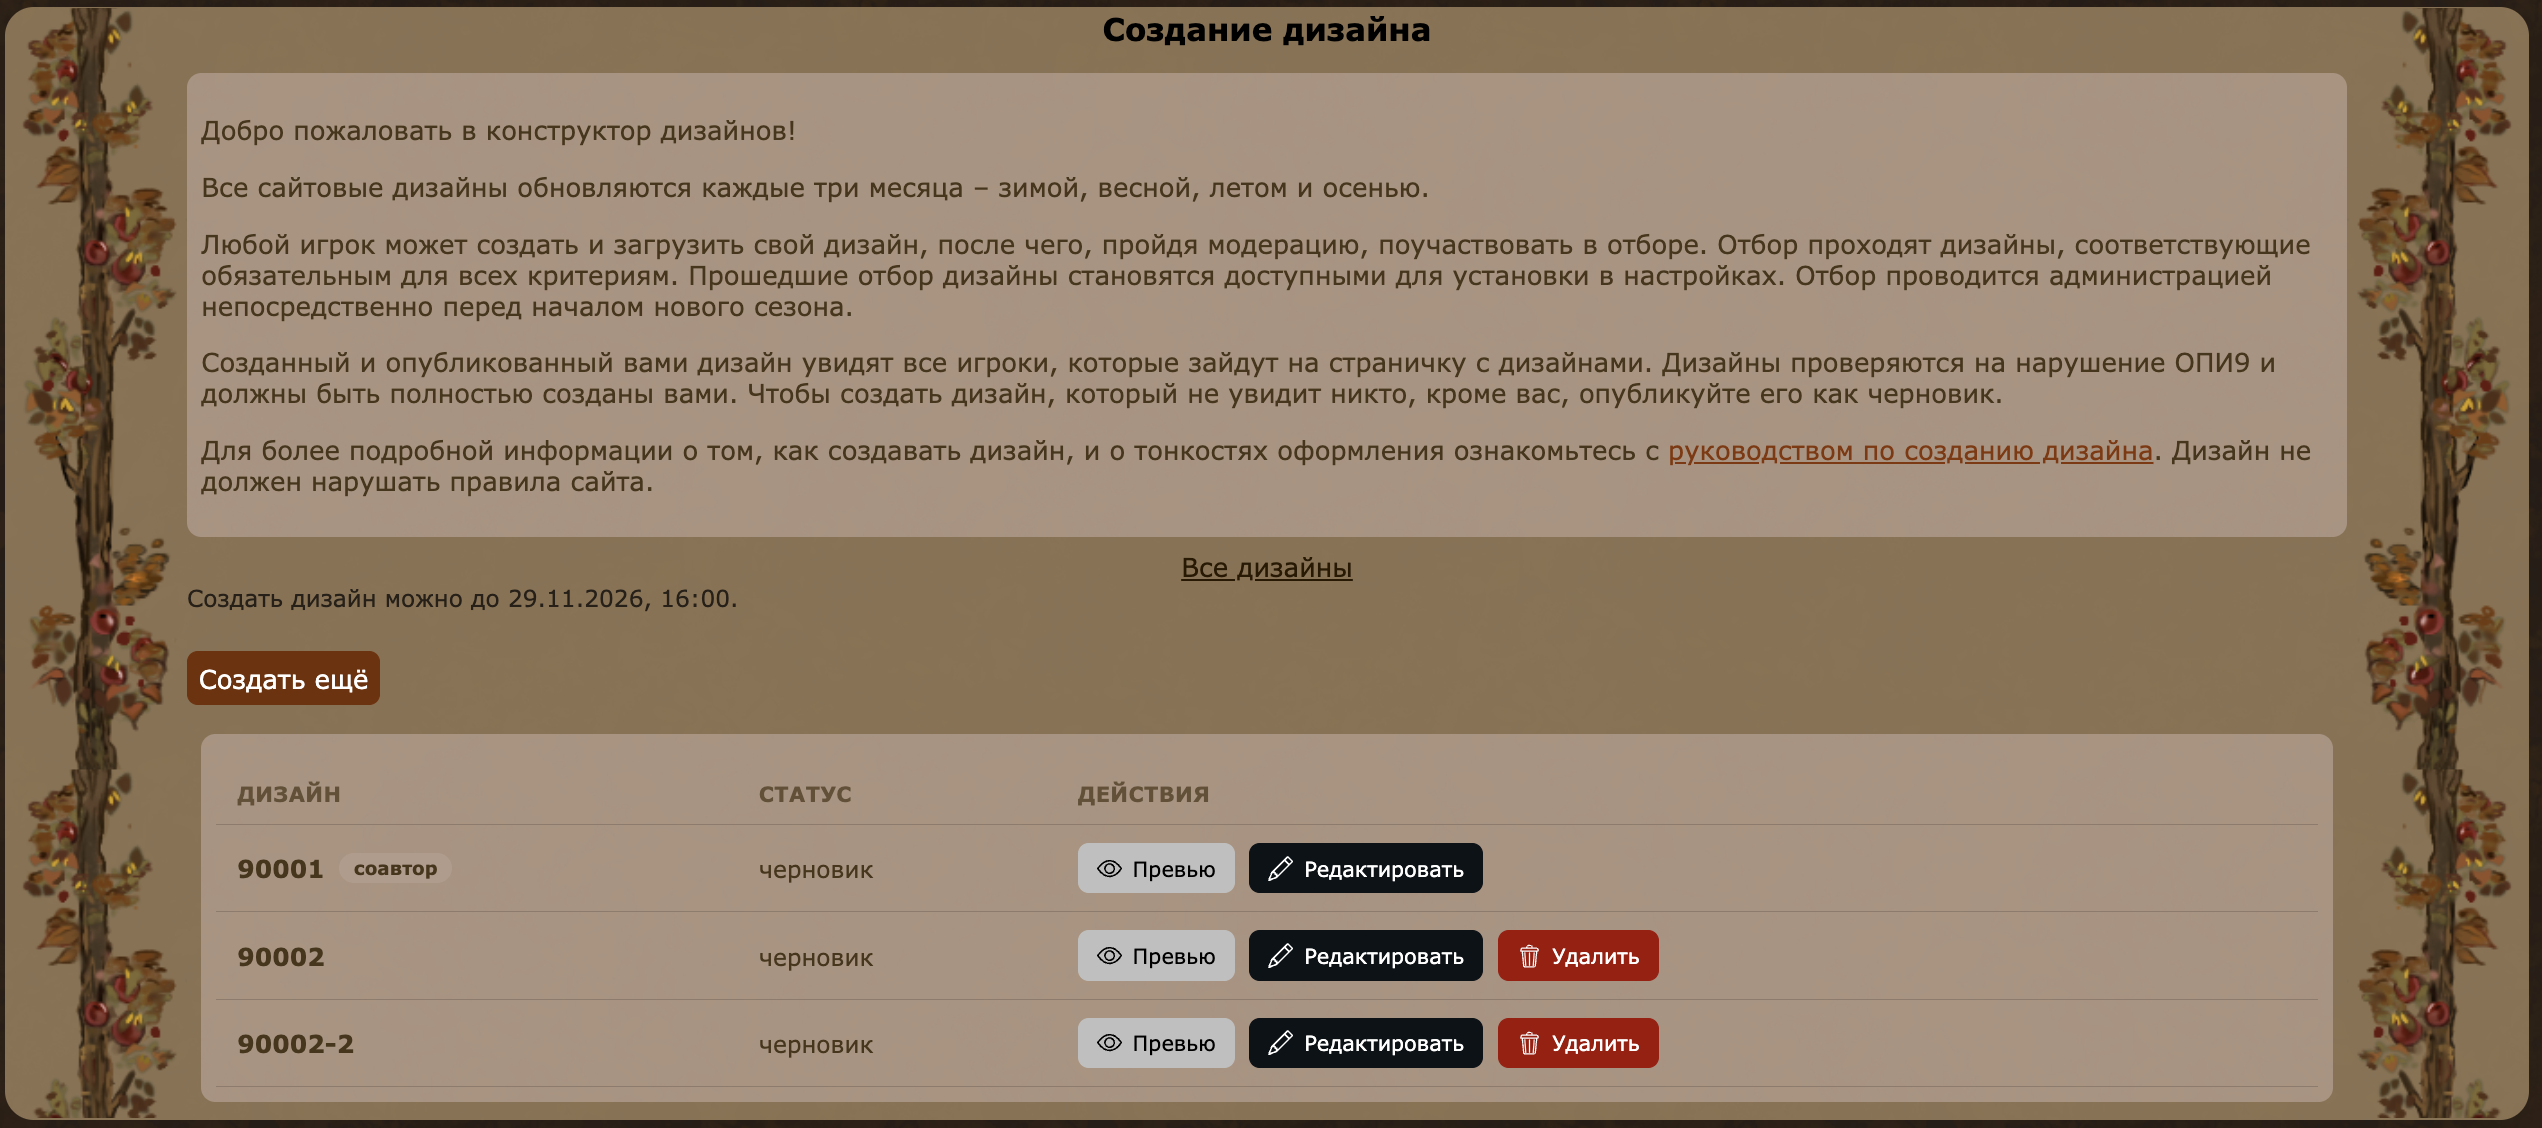 Создание дизайна
Добро пожаловать в конструктор дизайнов!
Все сайтовые дизайны обновляются каждые три месяца – зимой, весной, летом и осенью.
Любой игрок может создать и загрузить свой дизайн, после чего, пройдя модерацию, поучаствовать в отборе. Отбор проходят дизайны, соответствующие
обязательным для всех критериям. Прошедшие отбор дизайны становятся доступными для установки в настройках. Отбор проводится администрацией
непосредственно перед началом нового сезона.
Созданный и опубликованный вами дизайн увидят все игроки, которые зайдут на страничку с дизайнами. Дизайны проверяются на нарушение ОПИ9 и
должны быть полностью созданы вами. Чтобы создать дизайн, который не увидит никто, кроме вас, опубликуйте его как черновик.
Для более подробной информации о том, как создавать дизайн, и о тонкостях оформления ознакомьтесь с руководством по созданию дизайна. Дизайн не
должен нарушать правила сайта.
Все дизайны
Создать дизайн можно до 29.11.2026, 16:00.
Создать ещё
ДИЗАЙН СТАТУС ДЕЙСТВИЯ
90001 соавтор черновик Превью Редактировать
90002 черновик Превью Редактировать Удалить
90002-2 черновик Превью Редактировать Удалить